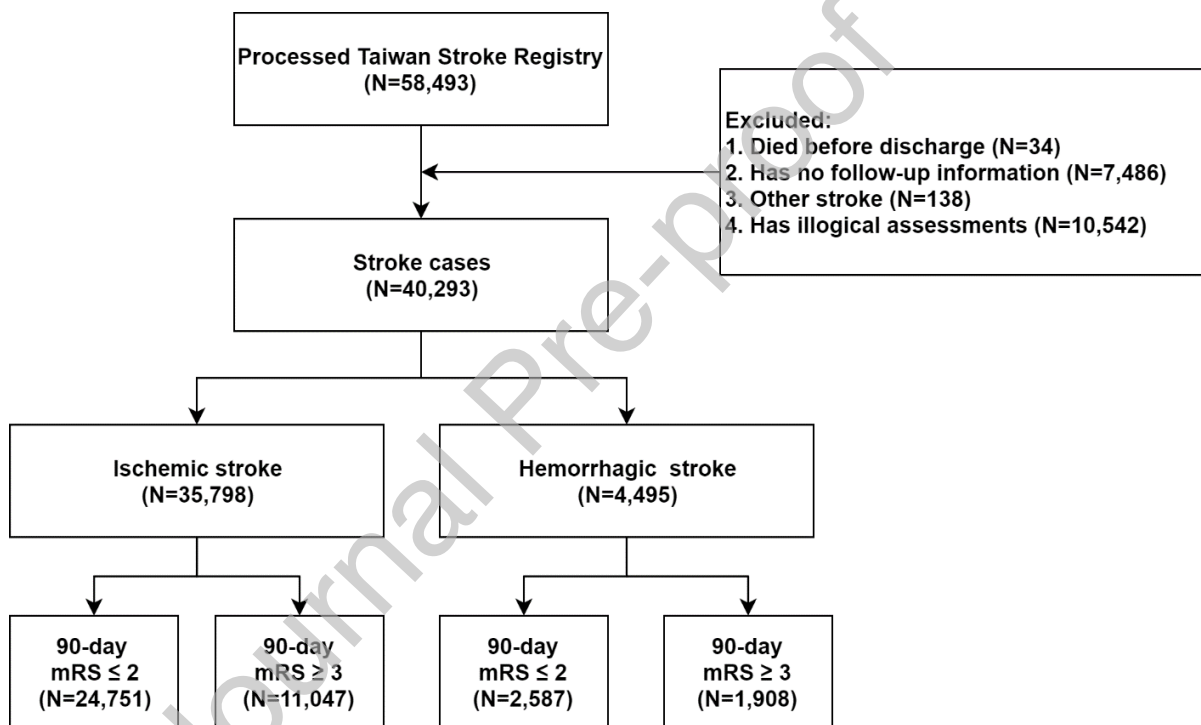 Processed Taiwan Stroke Registry
(N=58,493)
Excluded:
1. Died before discharge (N=34)
2. Has no follow-up information (N=7,486)
3. Other stroke (N=138)
4. Has illogical assessments (N=10,542)
Stroke cases
(N=40,293)
Ischemic stroke
(N=35,798)
Hemorrhagic stroke
(N=4,495)
90-day
mRS ≤ 2
(N=24,751)
90-day
mRS ≥ 3
(N=11,047)
90-day
mRS ≤ 2
(N=2,587)
90-day
mRS ≥ 3
(N=1,908)
Journal Pre-proof